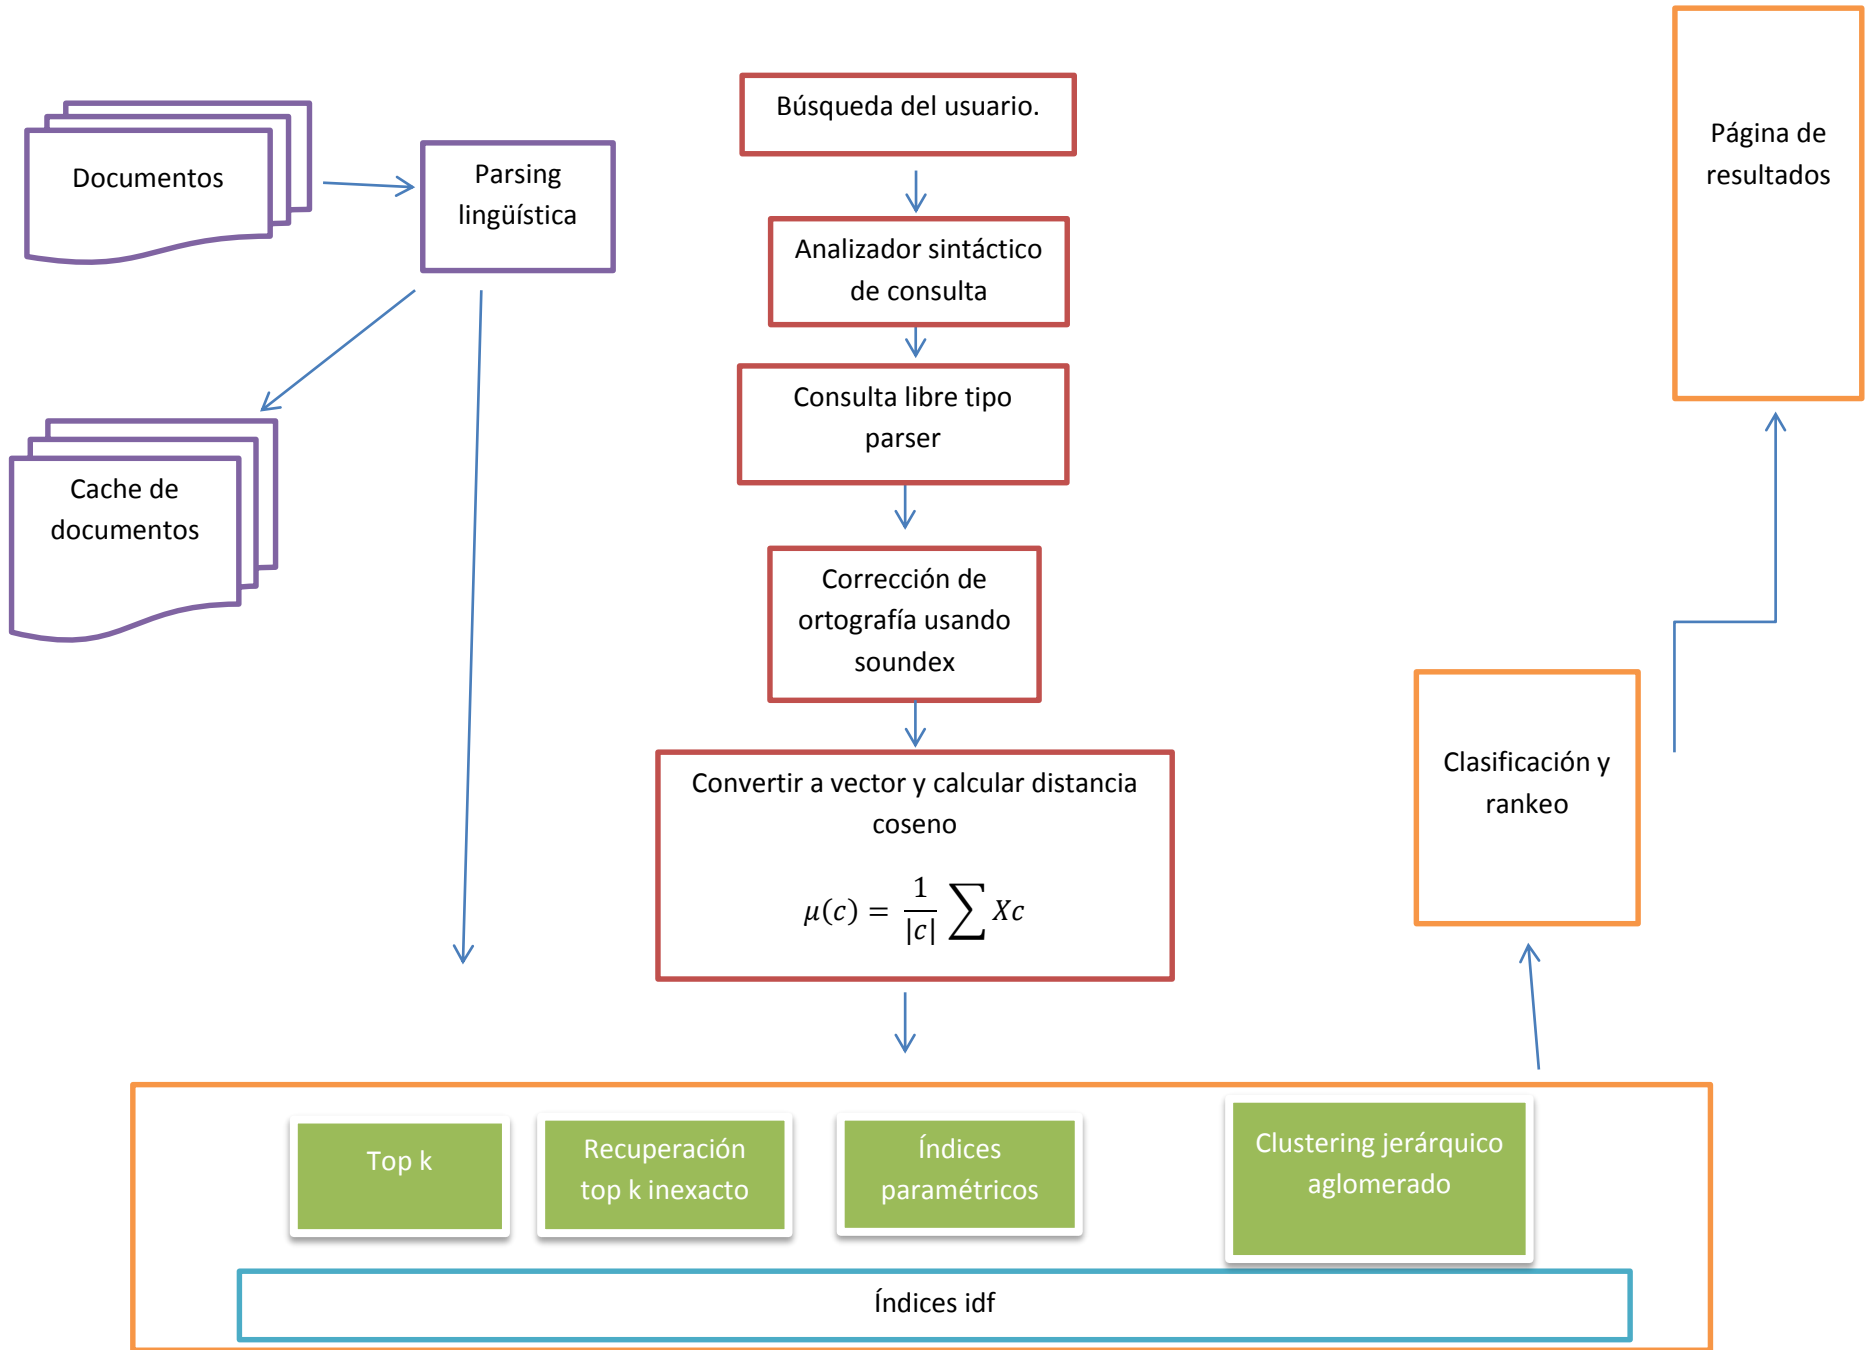 Documentos
Parsing
lingüística
Cache de
documentos
Búsqueda del usuario.
Analizador sintáctico
de consulta
Consulta libre tipo
parser
Corrección de
ortografía usando
soundex
Convertir a vector y calcular distancia
coseno
μ(c) = 1/|c| ∑ Xc
Página de
resultados
Clasificación y
rankeo
Top k
Recuperación
top k inexacto
Índices
paramétricos
Clustering jerárquico
aglomerado
Índices idf